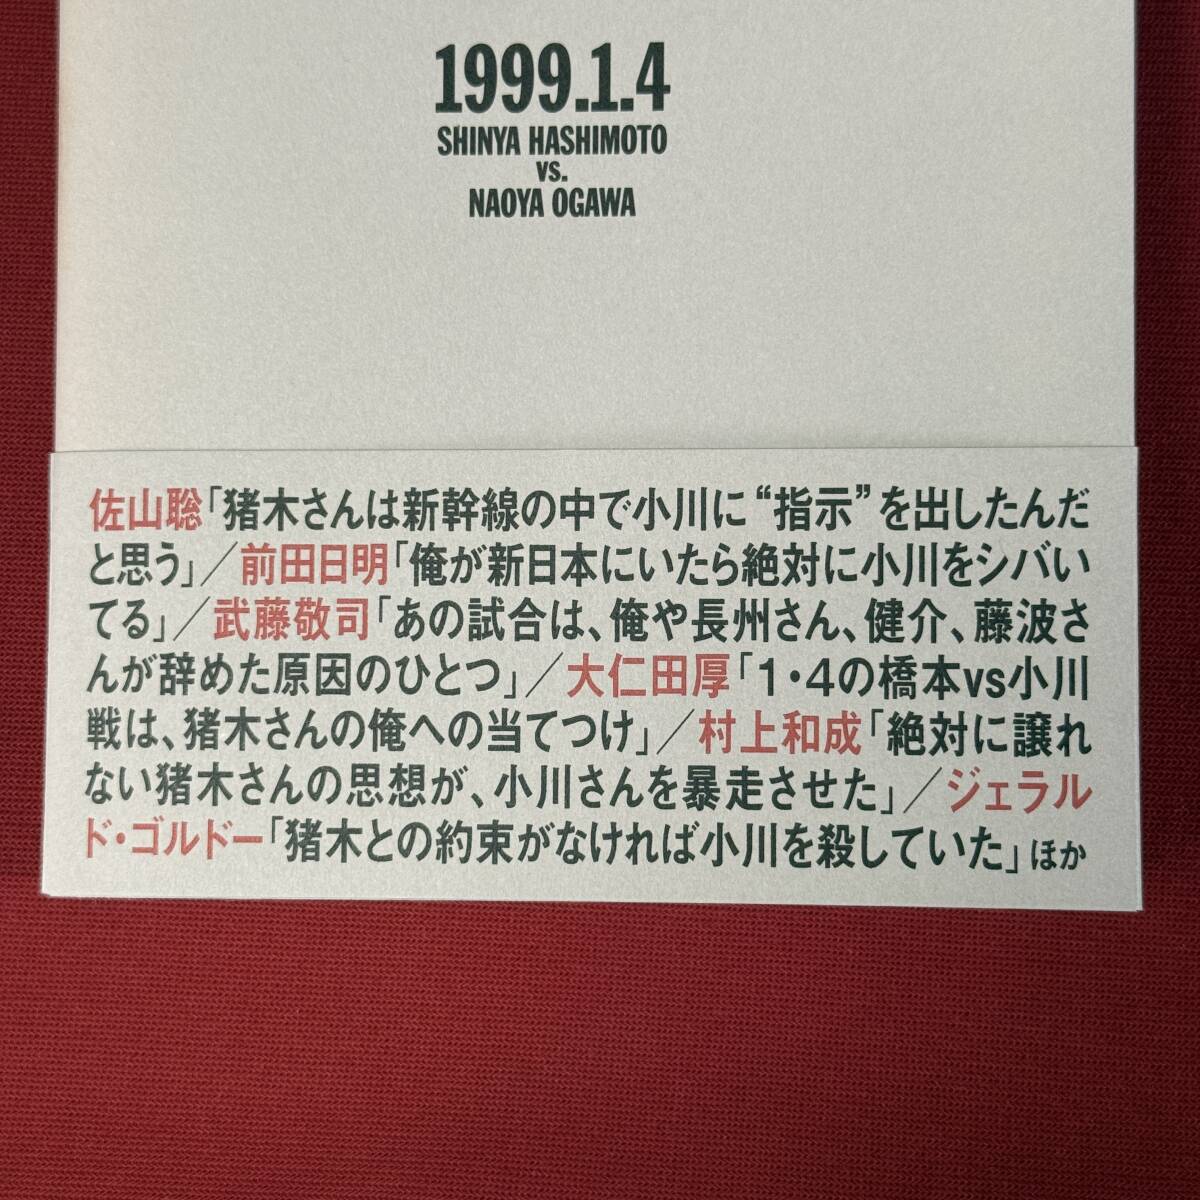 1999.1.4
SHINYA HASHIMOTO
VS.
NAOYA OGAWA
佐山聡「猪木さんは新幹線の中で小川に“指示”を出したんだ
と思う」／前田日明「俺が新日本にいたら絶対に小川をシバい
てる」／武藤敬司「あの試合は、俺や長州さん、健介、藤波さ
んが辞めた原因のひとつ」／大仁田厚「1・4の橋本vs小川
戦は、猪木さんの俺への当てつけ」／村上和成「絶対に譲れ
ない猪木さんの思想が、小川さんを暴走させた」／ジェラル
ド・ゴルドー「猪木との約束がなければ小川を殺していた」ほか